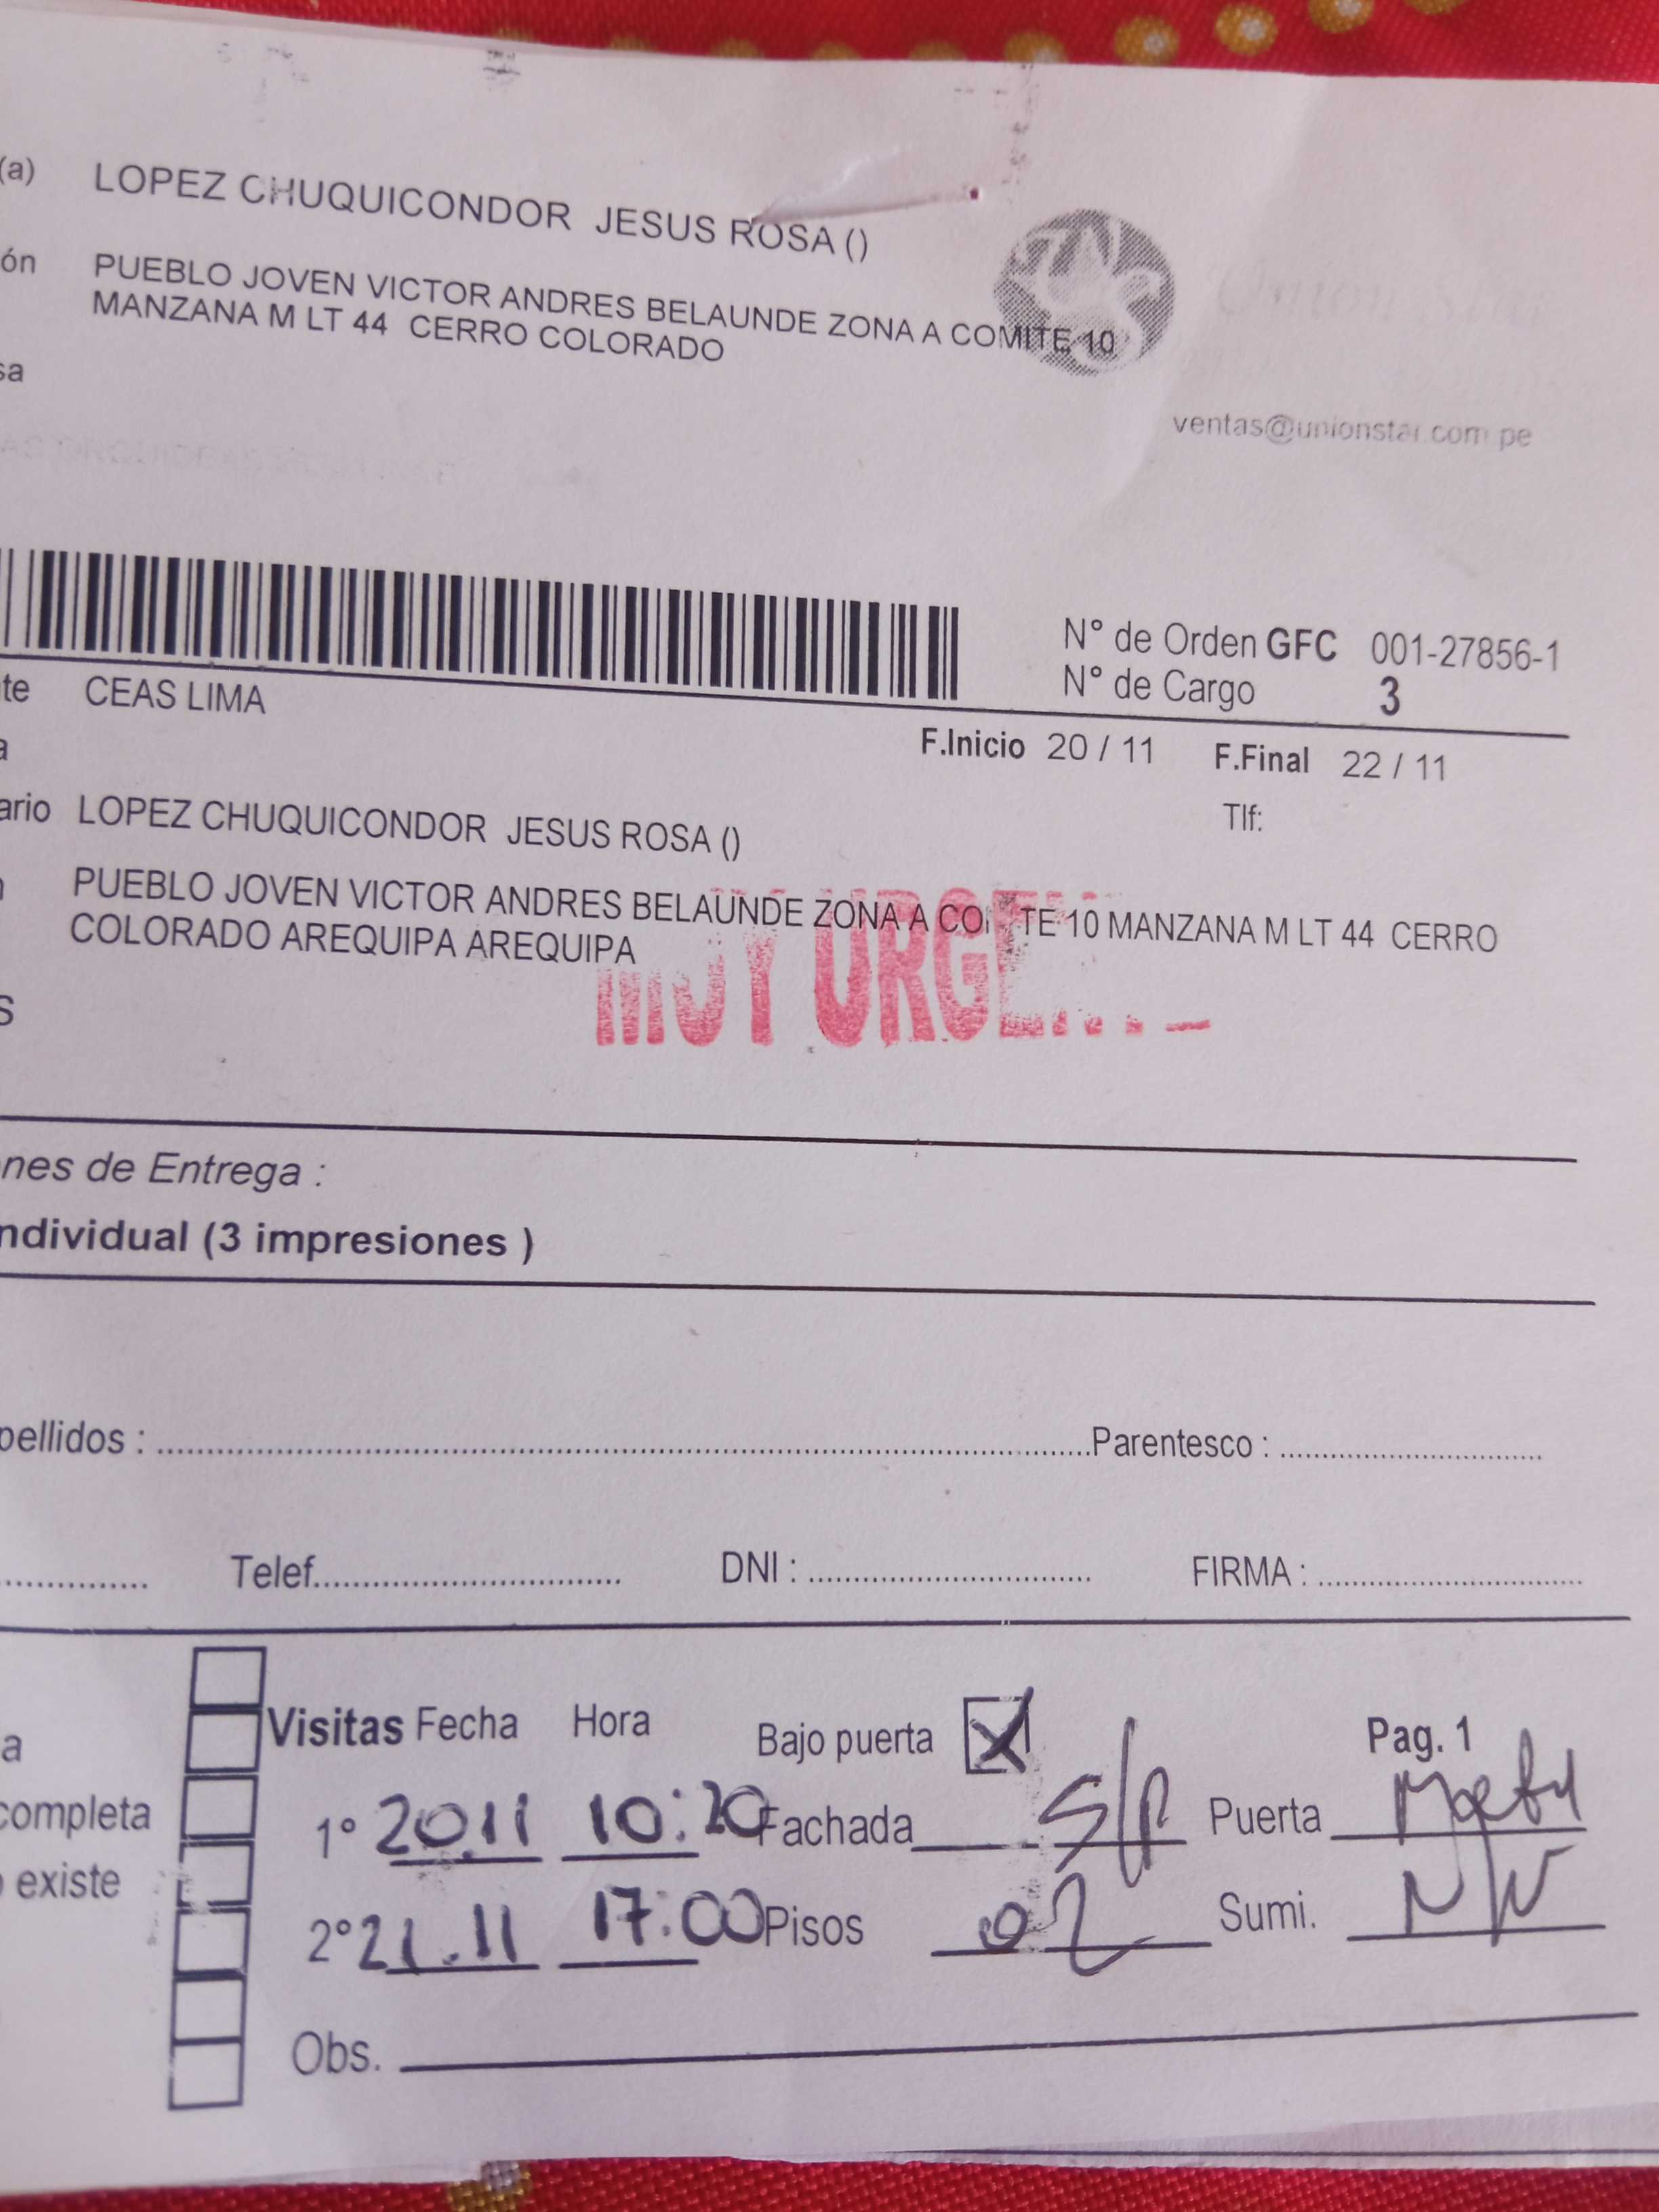 (a) LOPEZ CHUQUICONDOR JESUS ROSA ()
ón PUEBLO JOVEN VICTOR ANDRES BELAUNDE ZONA A COMITE 10
MANZANA M LT 44 CERRO COLORADO
sa
ventas@unionstar.com.pe
N° de Orden GFC 001-27856-1
N° de Cargo 3
te CEAS LIMA
a
F.Inicio 20 / 11 F.Final 22 / 11
ario LOPEZ CHUQUICONDOR JESUS ROSA () Tlf:
PUEBLO JOVEN VICTOR ANDRES BELAUNDE ZONA A CO TE 10 MANZANA M LT 44 CERRO
COLORADO AREQUIPA AREQUIPA
MUY URGENTE
S
nes de Entrega :
ndividual (3 impresiones )
pellidos : Parentesco :
Telef. DNI : FIRMA :
Visitas Fecha Hora Bajo puerta X Pag. 1
a
completa 1° 20.11 10:20 Fachada S/P Puerta
existe
2° 21.11 17:00 Pisos 02 Sumi.
Obs.